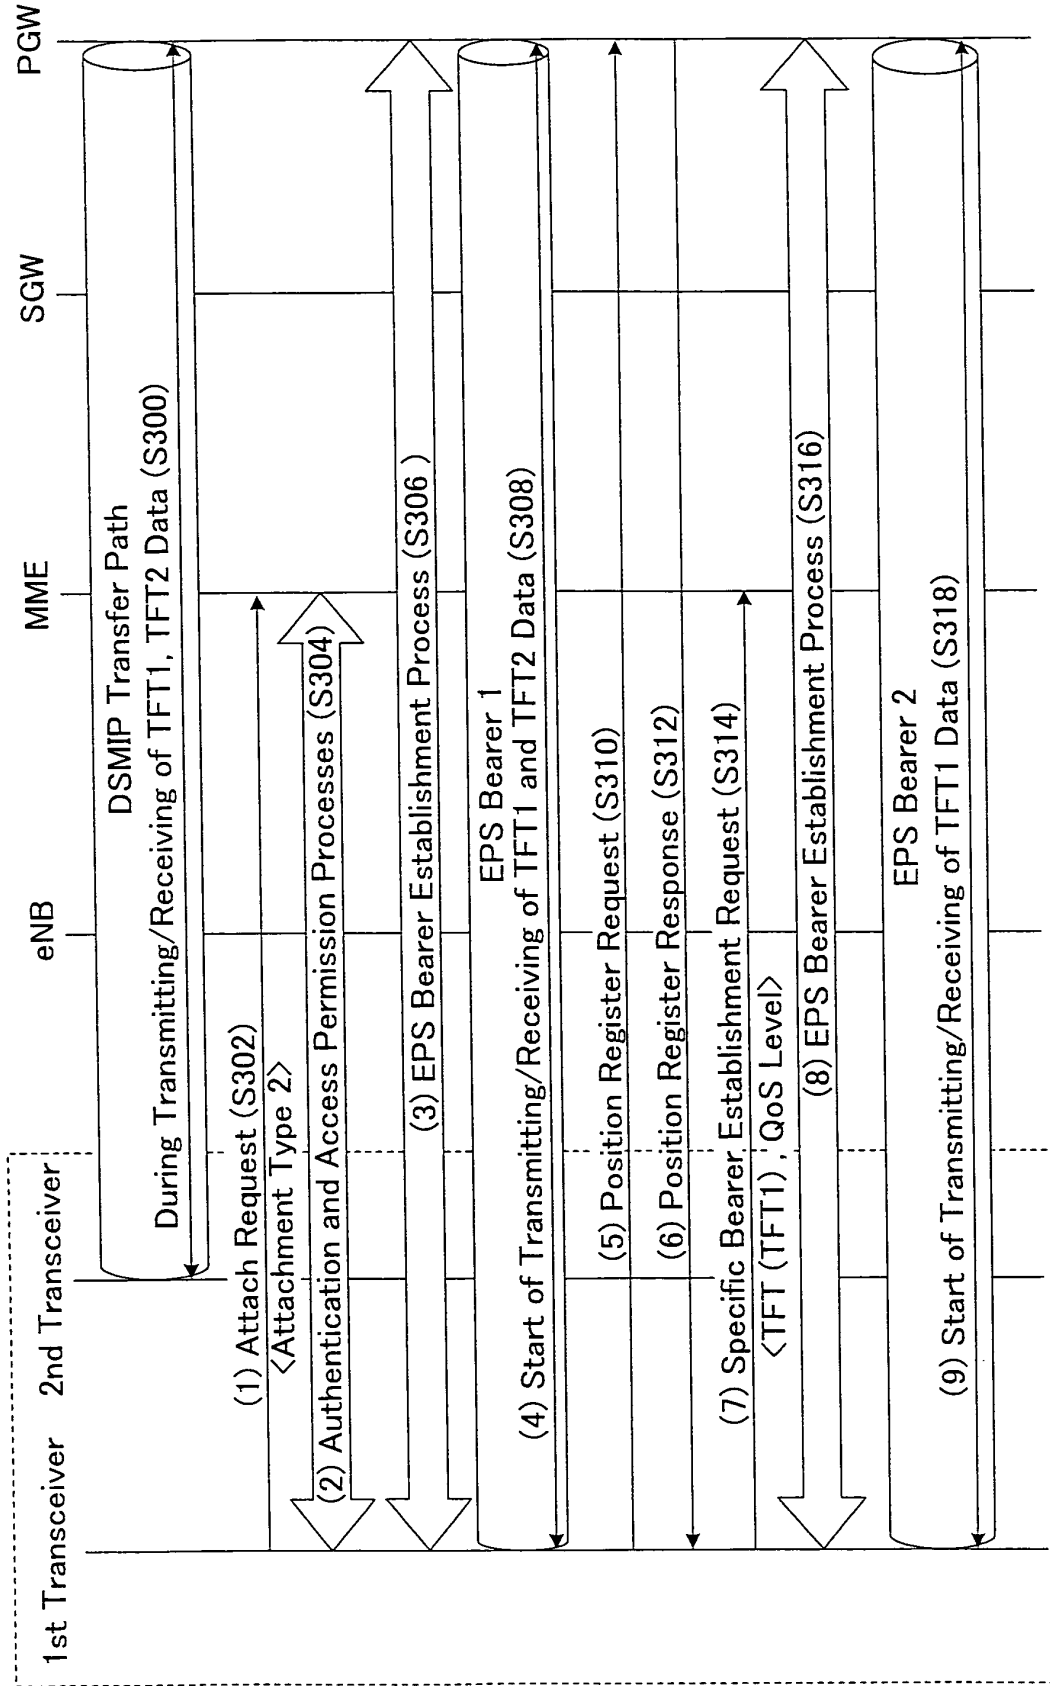 1st Transceiver
2nd Transceiver
eNB
MME
SGW
PGW
DSMIP Transfer Path
During Transmitting/Receiving of TFT1, TFT2 Data (S300)
(1) Attach Request (S302)
<Attachment Type 2>
(2) Authentication and Access Permission Processes (S304)
(3) EPS Bearer Establishment Process (S306 )
EPS Bearer 1
(4) Start of Transmitting/Receiving of TFT1 and TFT2 Data (S308)
(5) Position Register Request (S310)
(6) Position Register Response (S312)
(7) Specific Bearer Establishment Request (S314)
<TFT (TFT1), QoS Level>
(8) EPS Bearer Establishment Process (S316)
EPS Bearer 2
(9) Start of Transmitting/Receiving of TFT1 Data (S318)